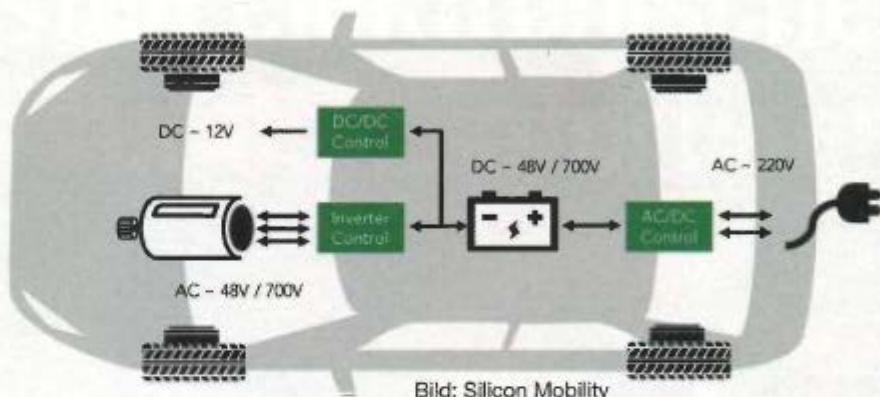 DC ~ 12V
DC/DC
Control
DC ~ 48V / 700V
AC ~ 220V
Inverter
Control
AC/DC
Control
AC ~ 48V / 700V
Bild: Silicon Mobility